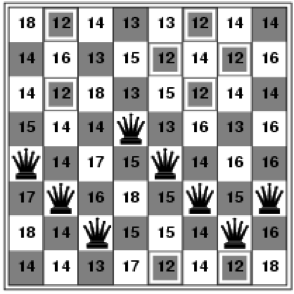 18 12 14 13 13 12 14 14
14 16 13 15 12 14 12 16
14 12 18 13 15 12 14 14
15 14 14 13 16 13 16
14 17 15 14 16 16
17 16 18 15 15
18 14 15 15 14 16
14 14 13 17 12 14 12 18